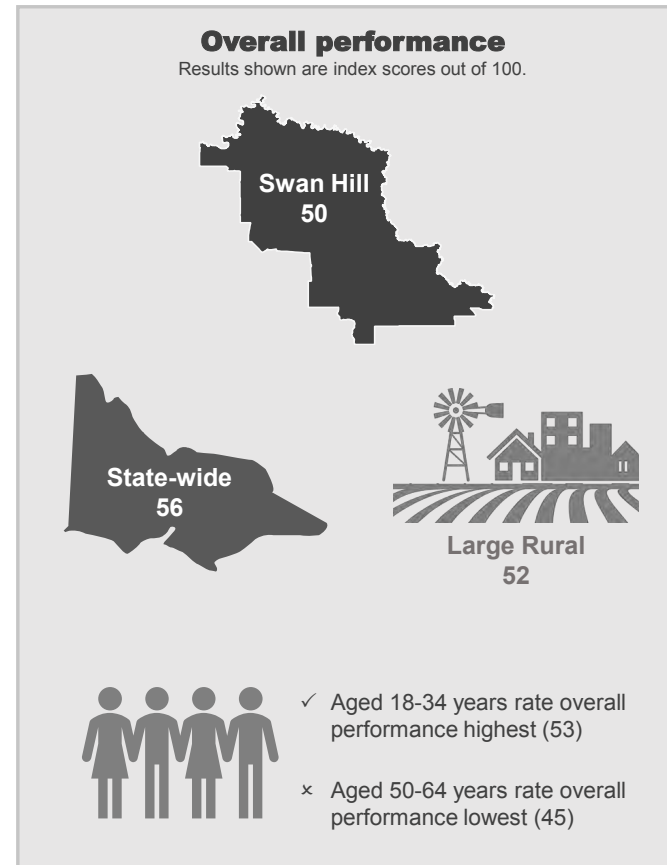 Overall performance
Results shown are index scores out of 100.
Swan Hill
50
State-wide
56
Large Rural
52
✓ Aged 18-34 years rate overall
performance highest (53)
× Aged 50-64 years rate overall
performance lowest (45)